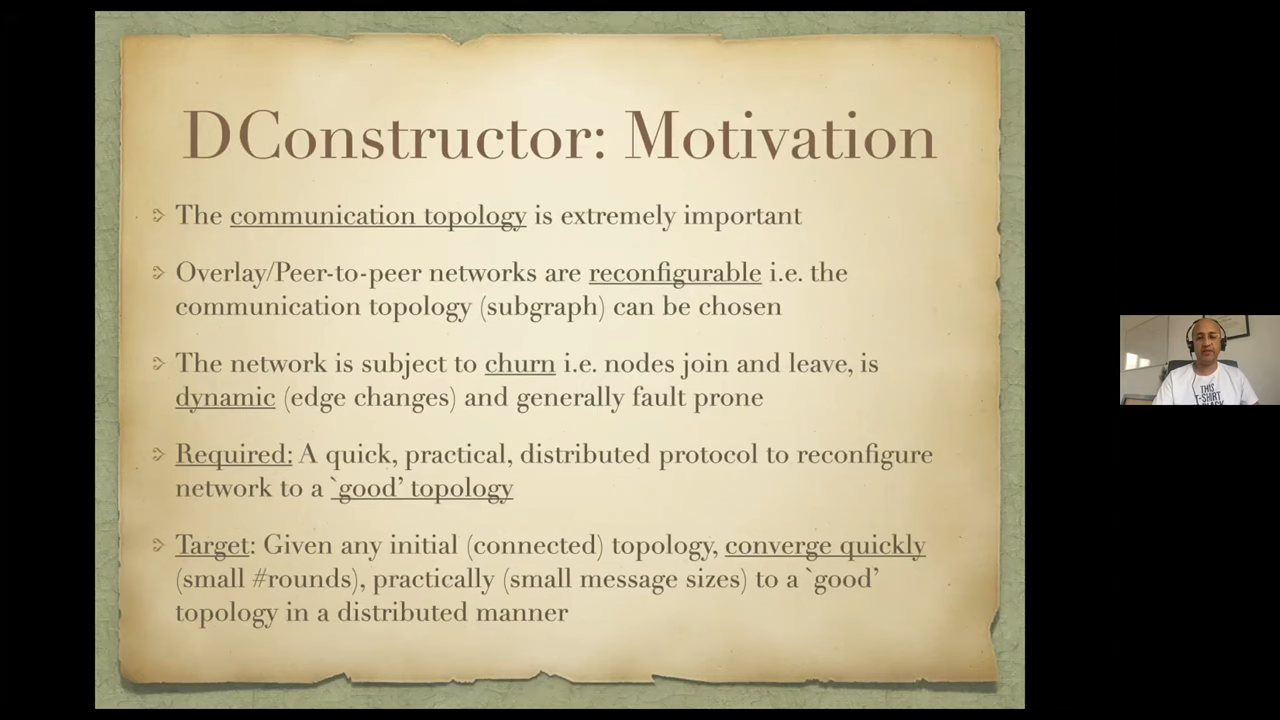 DConstructor: Motivation
The communication topology is extremely important
Overlay/Peer-to-peer networks are reconfigurable i.e. the
communication topology (subgraph) can be chosen
The network is subject to churn i.e. nodes join and leave, is
dynamic (edge changes) and generally fault prone
Required: A quick, practical, distributed protocol to reconfigure
network to a `good’ topology
Target: Given any initial (connected) topology, converge quickly
(small #rounds), practically (small message sizes) to a `good’
topology in a distributed manner
THIS